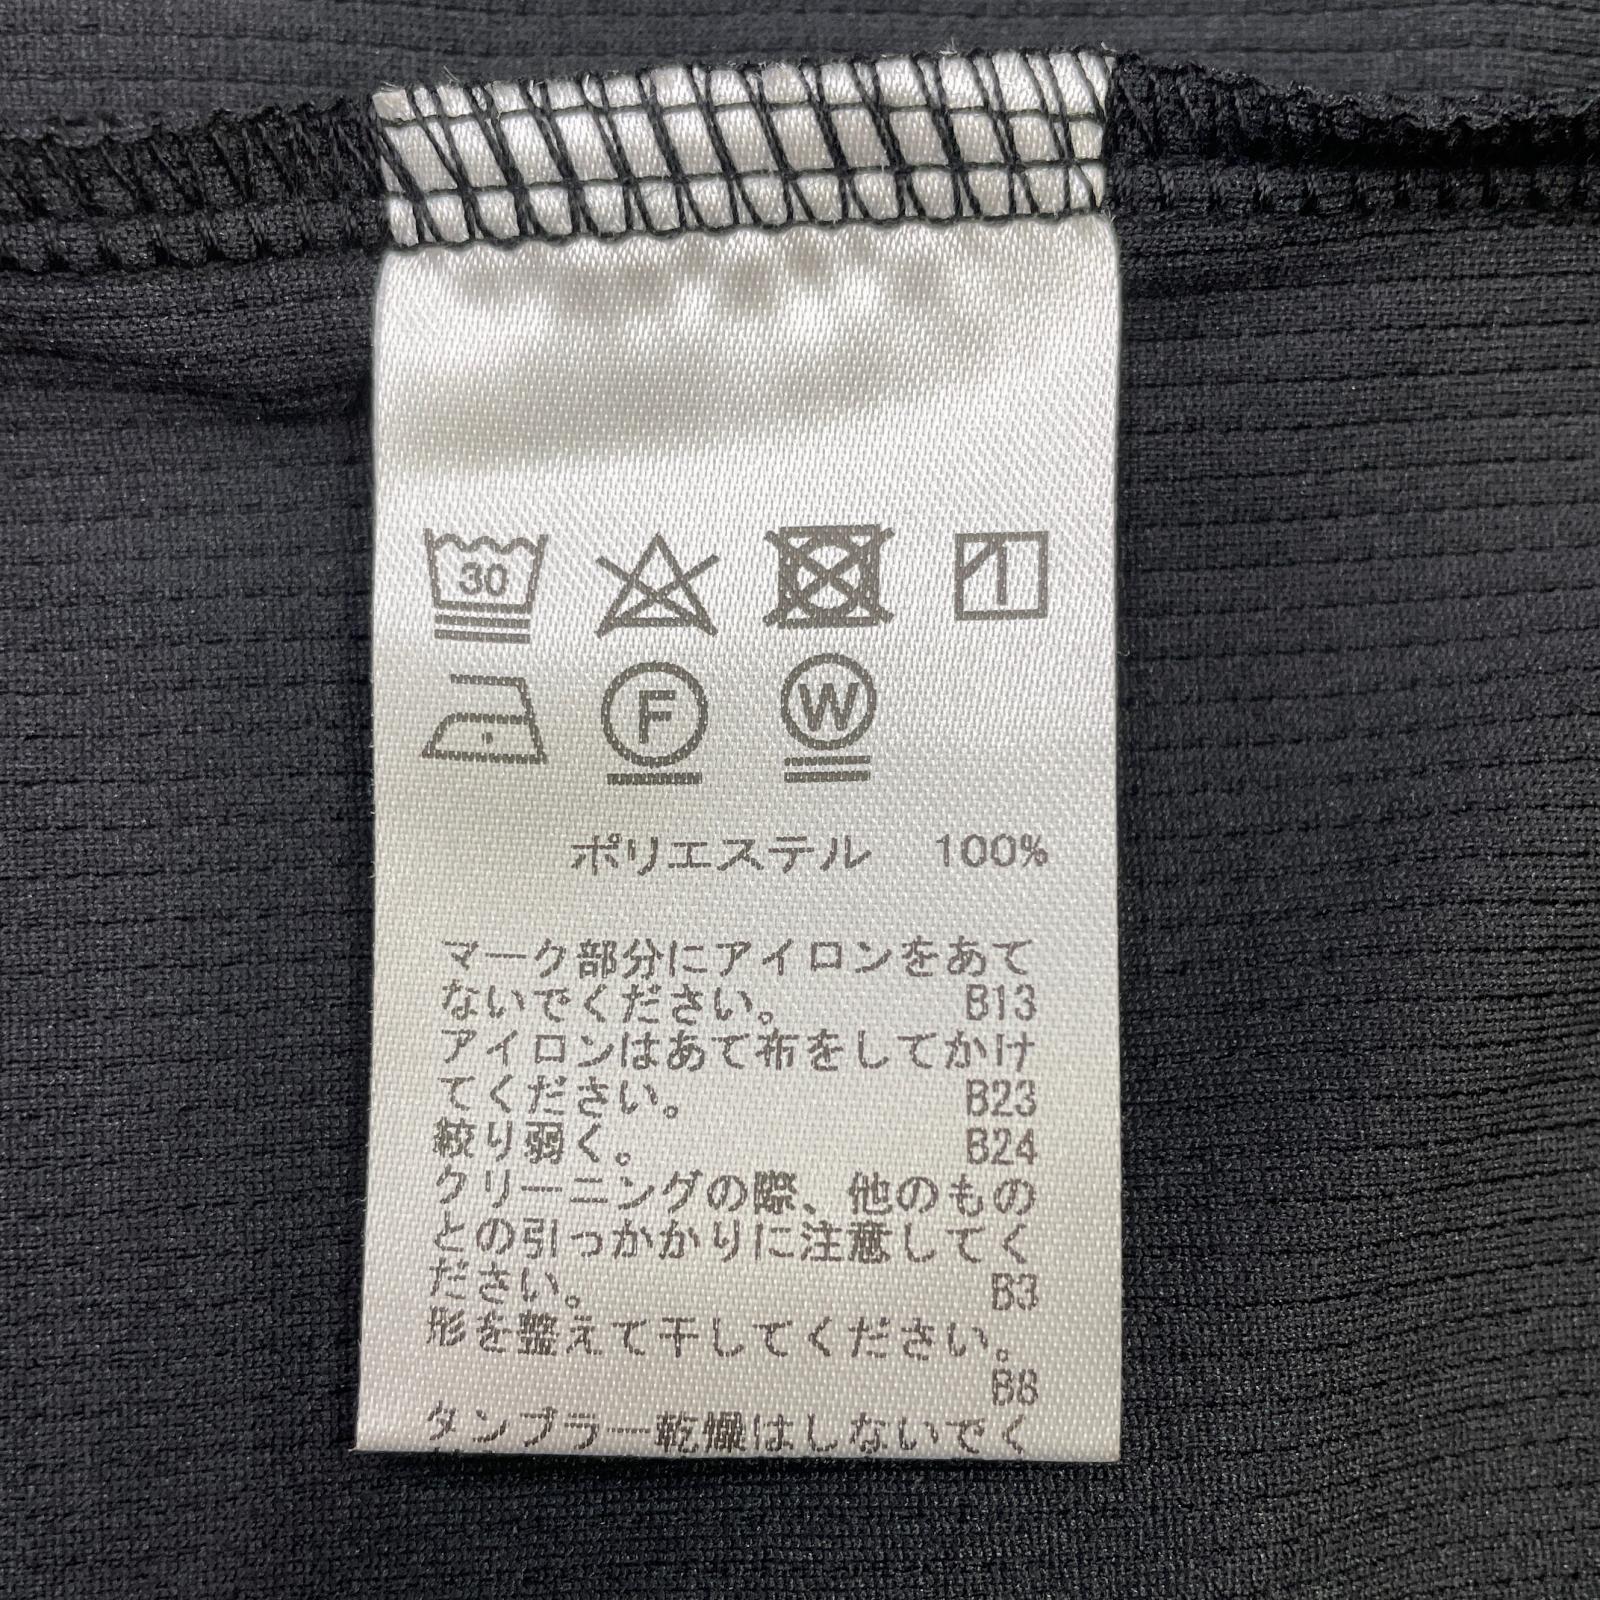 30
F W
ポリエステル 100%
マーク部分にアイロンをあて
ないでください。 B13
アイロンはあて布をしてかけ
てください。 B23
絞り弱く。 B24
クリーニングの際、他のもの
との引っかかりに注意してく
ださい。 B3
形を整えて干してください。
B8
タンブラー乾燥はしないでく